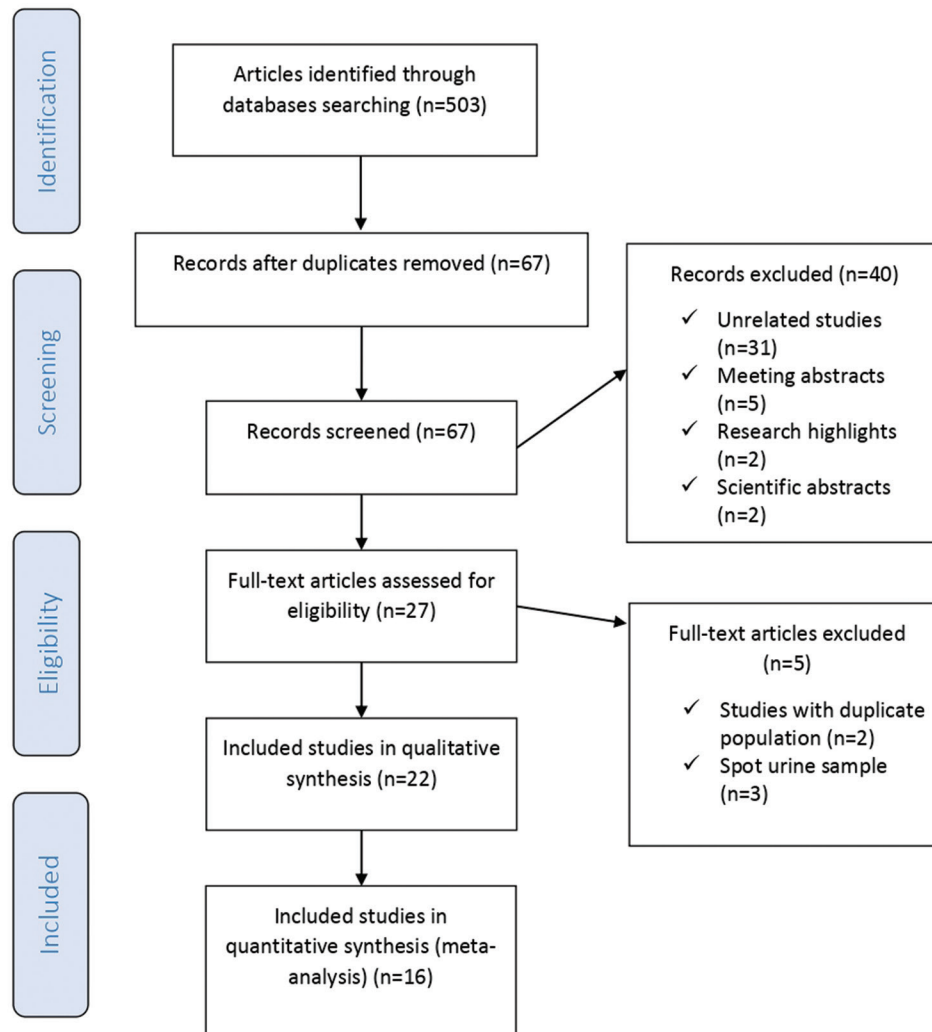 Identification
Articles identified through
databases searching (n=503)
Records after duplicates removed (n=67)
Screening
Records screened (n=67)
Records excluded (n=40)
✓ Unrelated studies
(n=31)
✓ Meeting abstracts
(n=5)
✓ Research highlights
(n=2)
✓ Scientific abstracts
(n=2)
Eligibility
Full-text articles assessed for
eligibility (n=27)
Full-text articles excluded
(n=5)
✓ Studies with duplicate
population (n=2)
✓ Spot urine sample
(n=3)
Included studies in qualitative
synthesis (n=22)
Included
Included studies in
quantitative synthesis (meta-
analysis) (n=16)